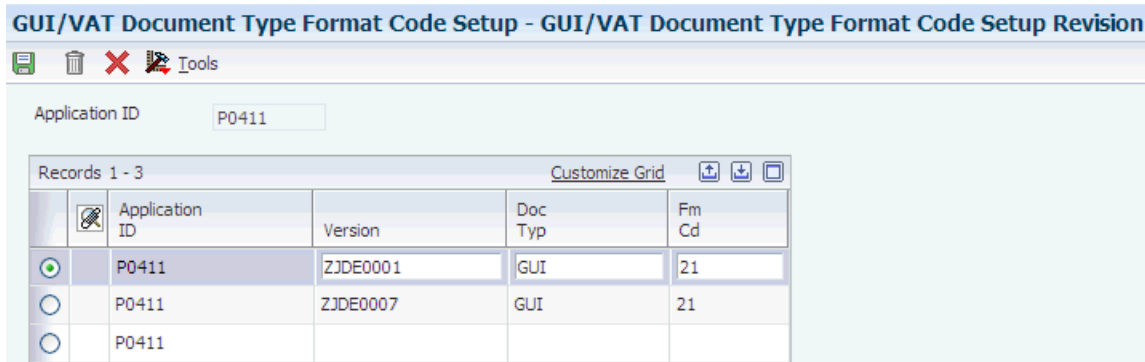 GUI/VAT Document Type Format Code Setup - GUI/VAT Document Type Format Code Setup Revision
Tools
Application ID P0411
Records 1 - 3 Customize Grid
Application ID Version Doc Typ Fm Cd
P0411 ZJDE0001 GUI 21
P0411 ZJDE0007 GUI 21
P0411